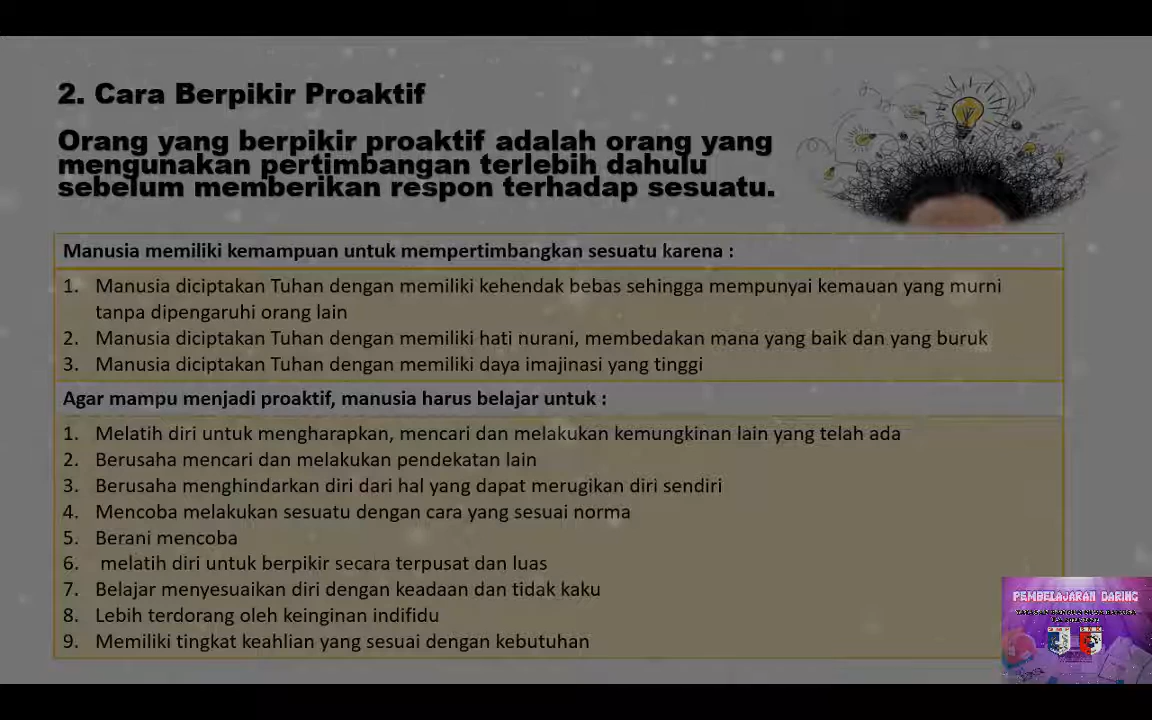 2. Cara Berpikir Proaktif
Orang yang berpikir proaktif adalah orang yang
mengunakan pertimbangan terlebih dahulu
sebelum memberikan respon terhadap sesuatu.
Manusia memiliki kemampuan untuk mempertimbangkan sesuatu karena :
1. Manusia diciptakan Tuhan dengan memiliki kehendak bebas sehingga mempunyai kemauan yang murni
tanpa dipengaruhi orang lain
2. Manusia diciptakan Tuhan dengan memiliki hati nurani, membedakan mana yang baik dan yang buruk
3. Manusia diciptakan Tuhan dengan memiliki daya imajinasi yang tinggi
Agar mampu menjadi proaktif, manusia harus belajar untuk :
1. Melatih diri untuk mengharapkan, mencari dan melakukan kemungkinan lain yang telah ada
2. Berusaha mencari dan melakukan pendekatan lain
3. Berusaha menghindarkan diri dari hal yang dapat merugikan diri sendiri
4. Mencoba melakukan sesuatu dengan cara yang sesuai norma
5. Berani mencoba
6. melatih diri untuk berpikir secara terpusat dan luas
7. Belajar menyesuaikan diri dengan keadaan dan tidak kaku
8. Lebih terdorang oleh keinginan indifidu
9. Memiliki tingkat keahlian yang sesuai dengan kebutuhan
PEMBELAJARAN DARING